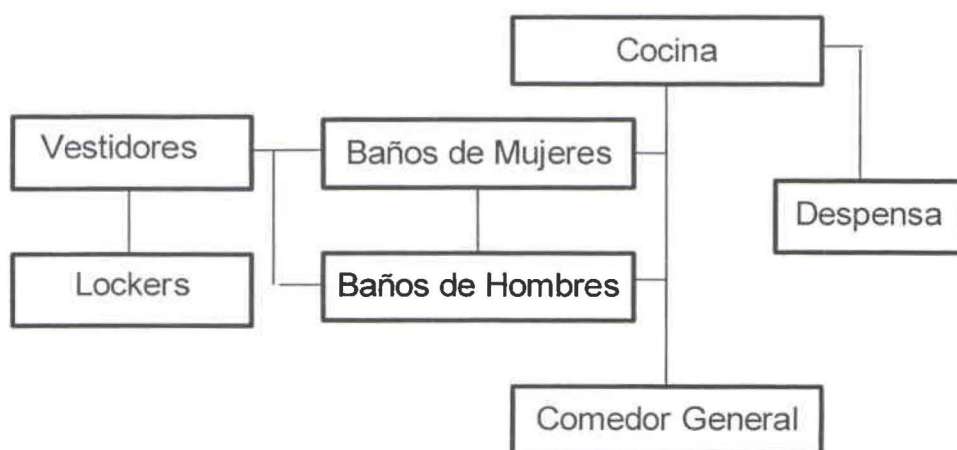 Cocina
Vestidores
Baños de Mujeres
Despensa
Lockers
Baños de Hombres
Comedor General